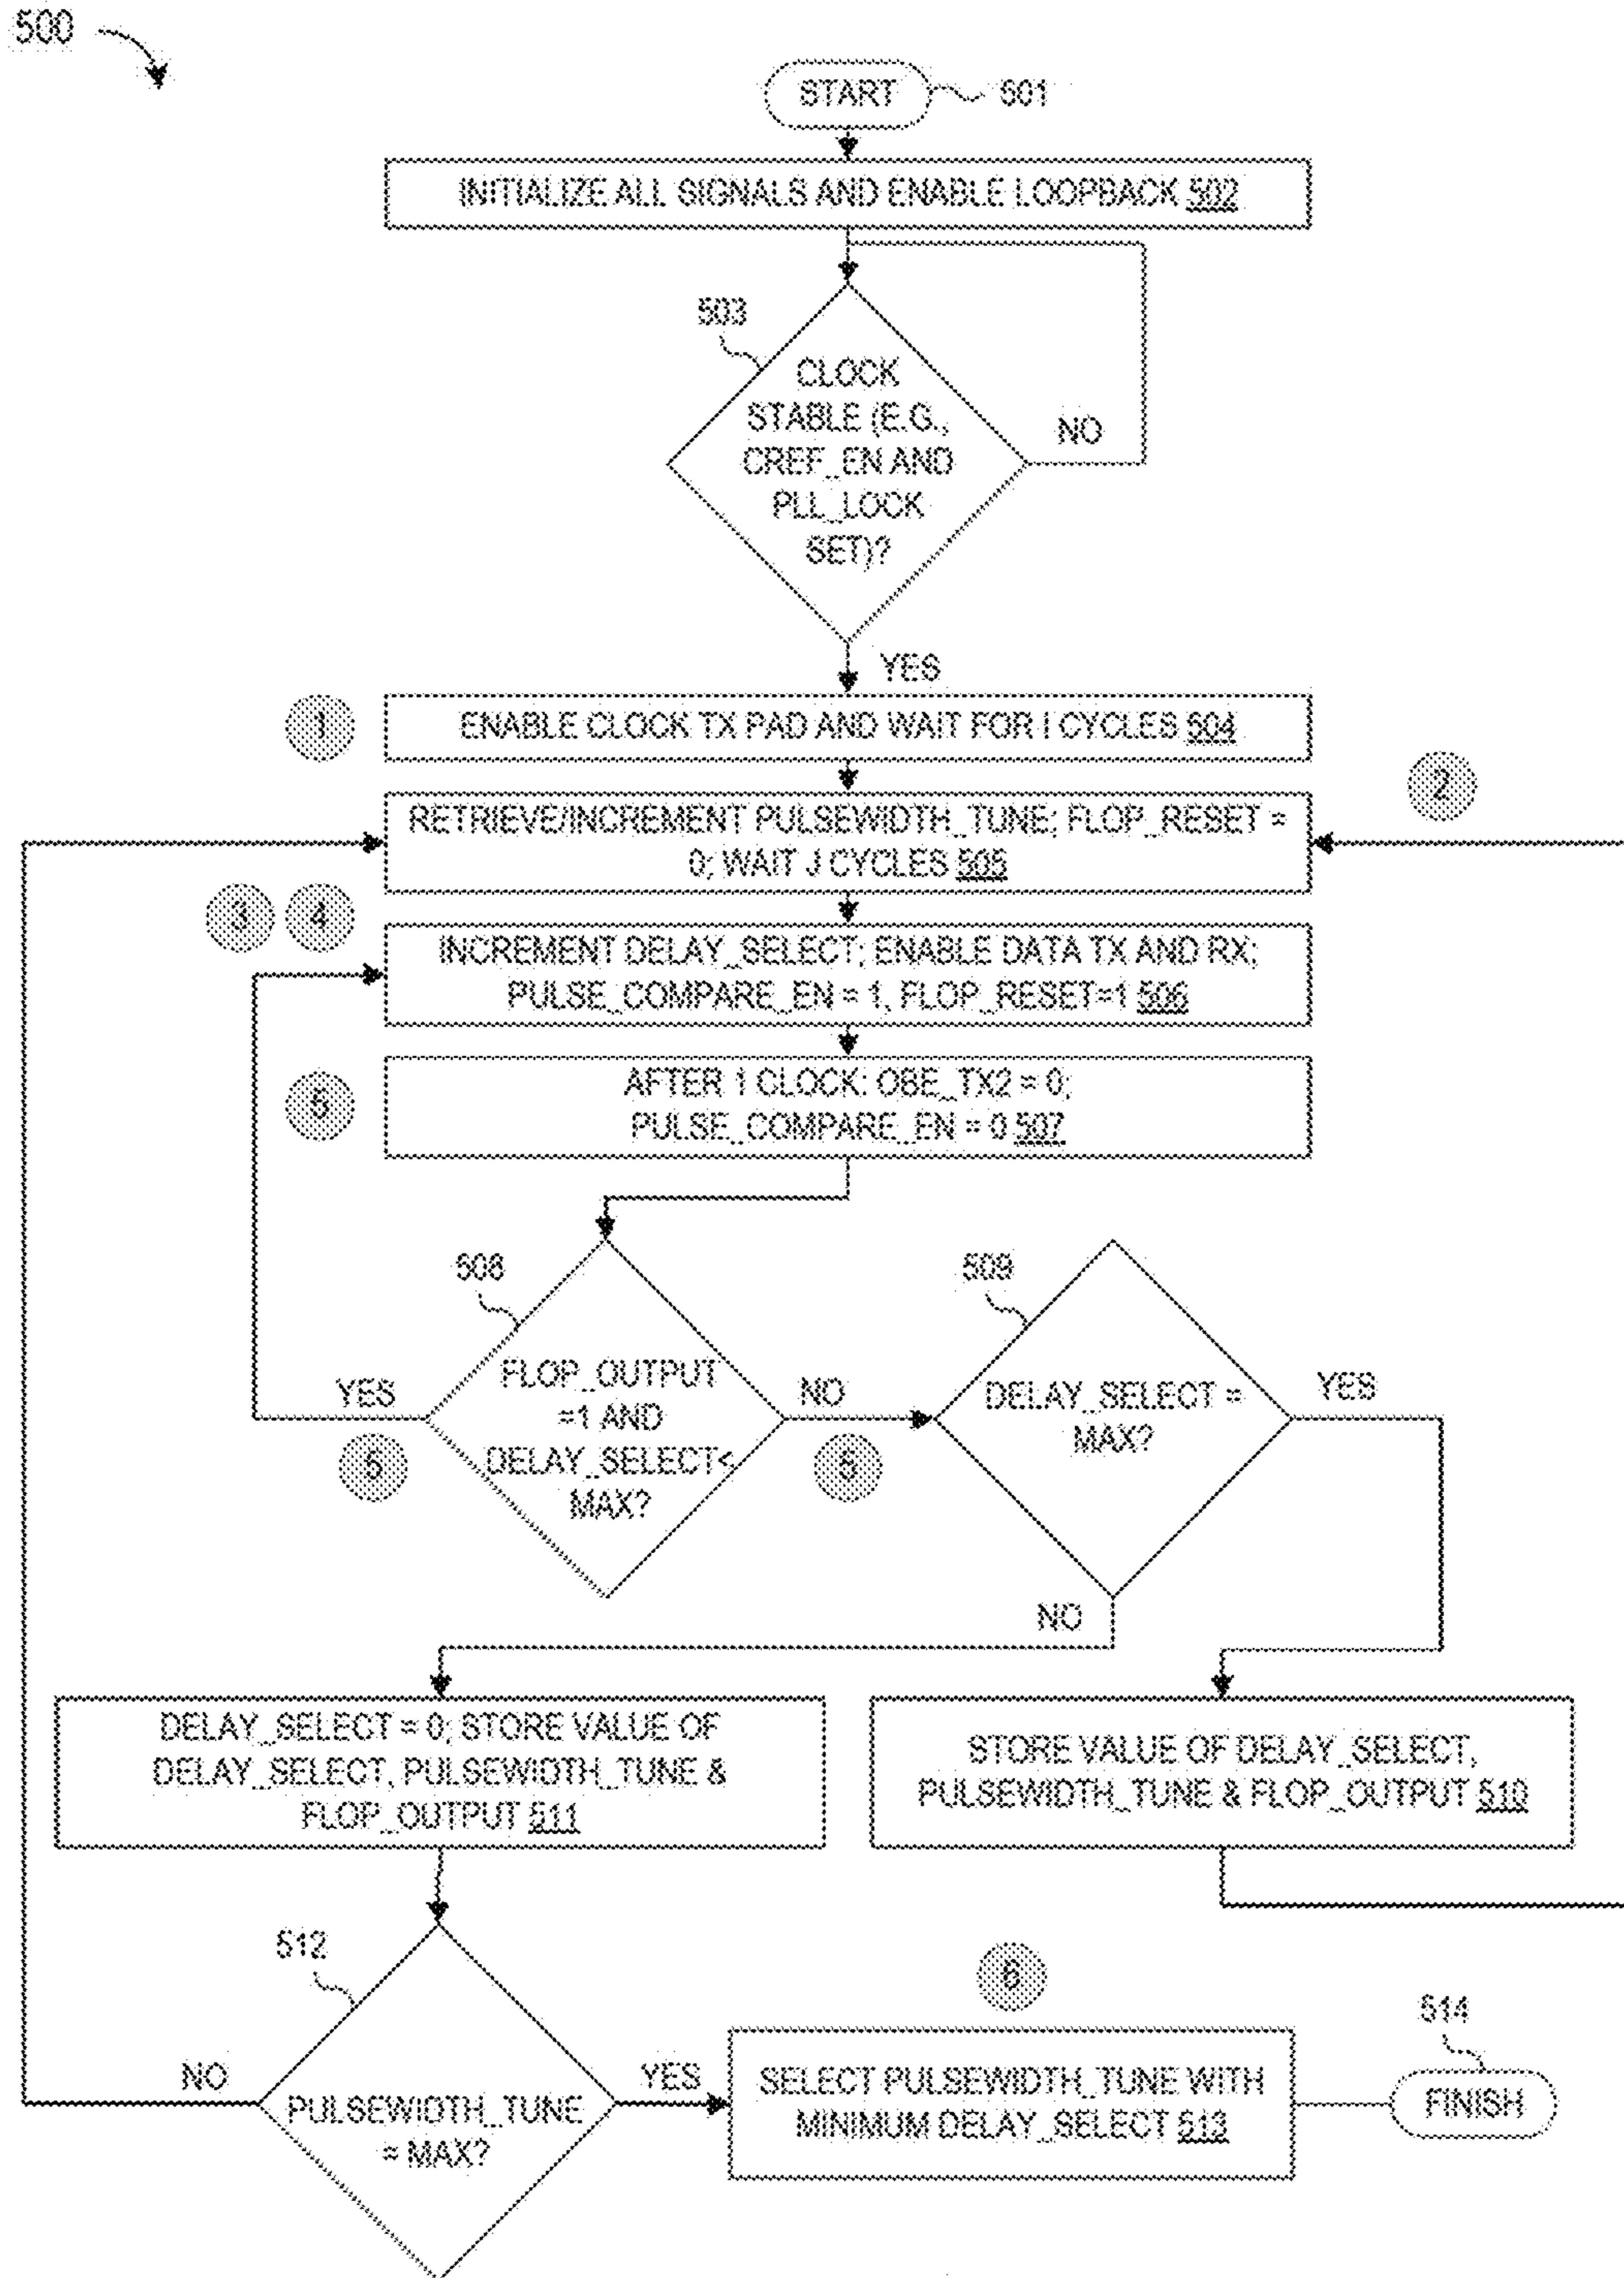 500
START
501
INITIALIZE ALL SIGNALS AND ENABLE LOOPBACK 502
503
CLOCK
STABLE (E.G.,
CREF_EN AND
PLL_LOCK
SET)?
NO
YES
1
ENABLE CLOCK TX PAD AND WAIT FOR I CYCLES 504
2
RETRIEVE/INCREMENT PULSEWIDTH_TUNE; FLOP_RESET =
0; WAIT J CYCLES 505
3 4
INCREMENT DELAY_SELECT; ENABLE DATA TX AND RX;
PULSE_COMPARE_EN = 1, FLOP_RESET=1 506
5
AFTER 1 CLOCK: OBE_TX2 = 0;
PULSE_COMPARE_EN = 0 507
508
509
FLOP_OUTPUT
=1 AND
DELAY_SELECT<
MAX?
YES
5
NO
5
DELAY_SELECT =
MAX?
YES
NO
DELAY_SELECT = 0; STORE VALUE OF
DELAY_SELECT, PULSEWIDTH_TUNE &
FLOP_OUTPUT 511
STORE VALUE OF DELAY_SELECT,
PULSEWIDTH_TUNE & FLOP_OUTPUT 510
512
6
514
NO
PULSEWIDTH_TUNE
= MAX?
YES
SELECT PULSEWIDTH_TUNE WITH
MINIMUM DELAY_SELECT 513
FINISH